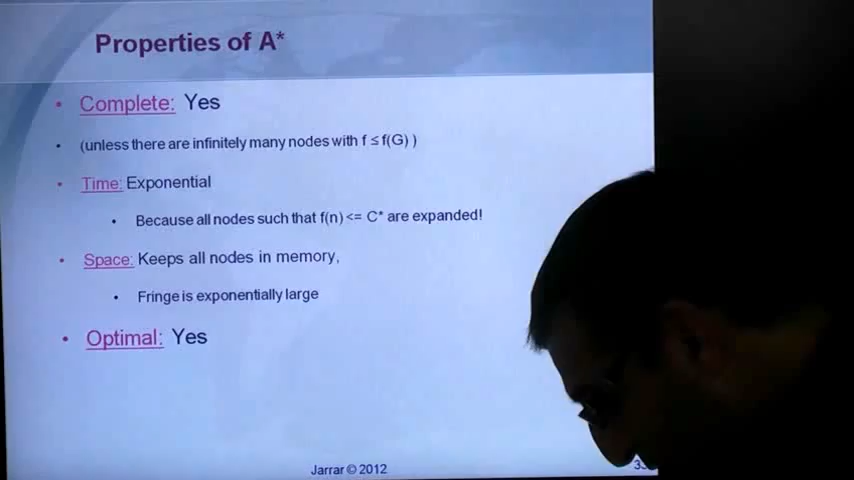 Properties of A*
• Complete: Yes
• (unless there are infinitely many nodes with f ≤ f(G) )
• Time: Exponential
• Because all nodes such that f(n) <= C* are expanded!
• Space: Keeps all nodes in memory,
• Fringe is exponentially large
• Optimal: Yes
Jarrar © 2012